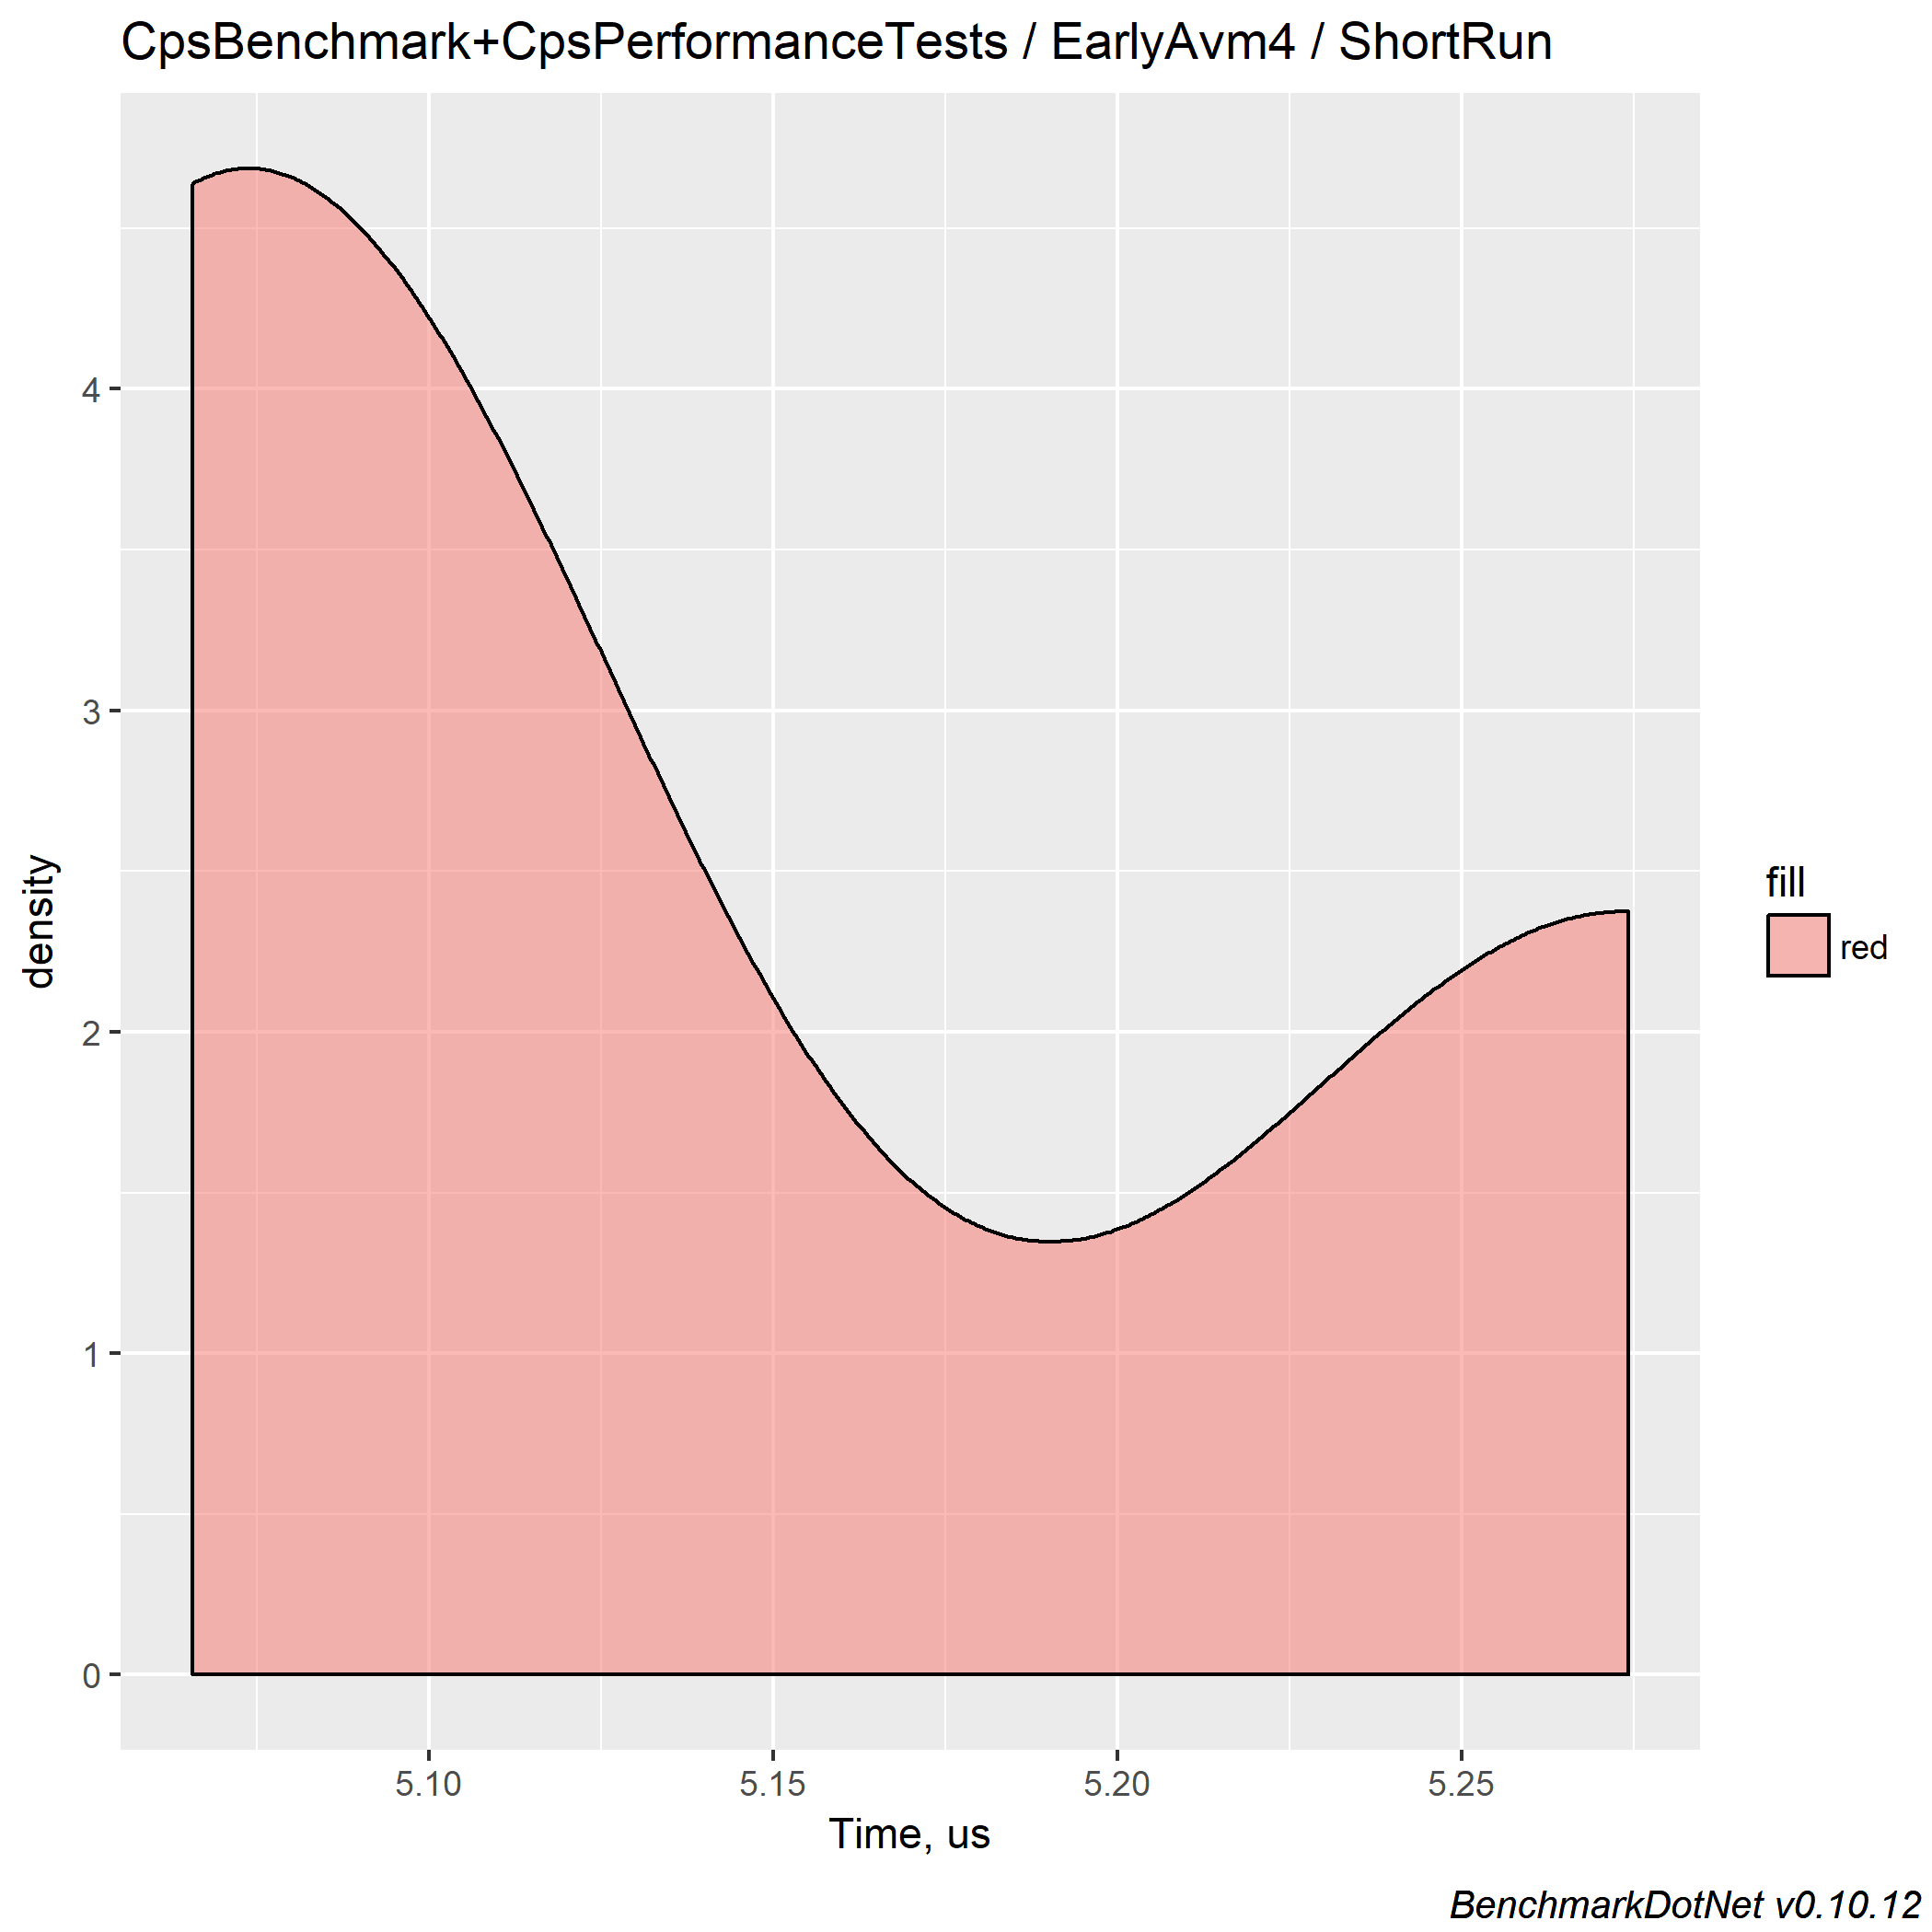 CpsBenchmark+CpsPerformanceTests / EarlyAvm4 / ShortRun
density
4
3
2
1
0
5.10 5.15 5.20 5.25
Time, us
fill
red
BenchmarkDotNet v0.10.12